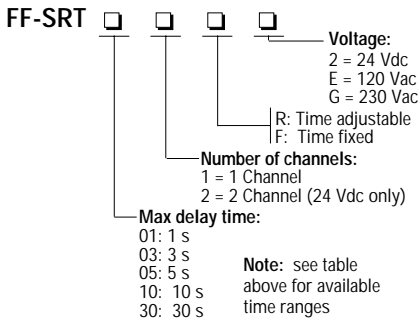 FF-SRT
Voltage:
2 = 24 Vdc
E = 120 Vac
G = 230 Vac
R: Time adjustable
F: Time fixed
Number of channels:
1 = 1 Channel
2 = 2 Channel (24 Vdc only)
Max delay time:
01: 1 s
03: 3 s
05: 5 s
10: 10 s
30: 30 s
Note: see table
above for available
time ranges